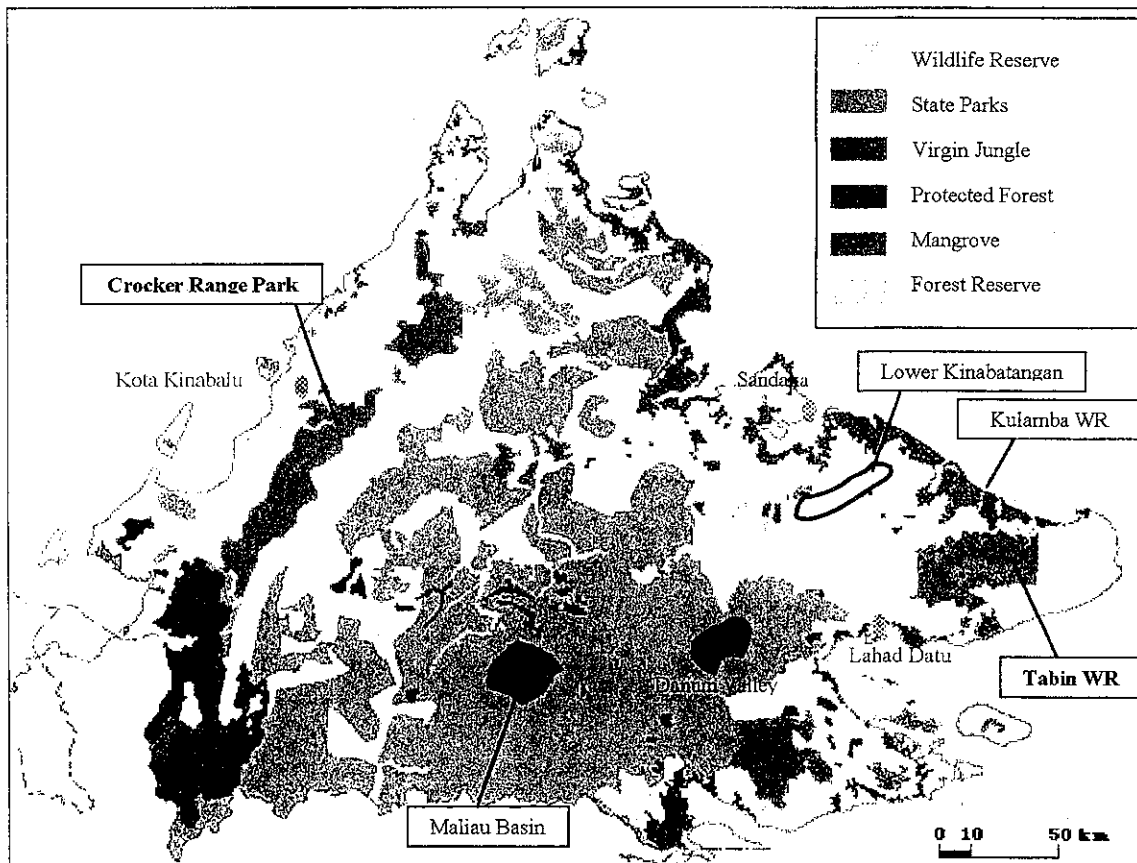 Wildlife Reserve
State Parks
Virgin Jungle
Protected Forest
Mangrove
Forest Reserve
Crocker Range Park
Kota Kinabalu
Sandaka
Lower Kinabatangan
Kulamba WR
Lahad Datu
Danum Valley
Tabin WR
Maliau Basin
0 10 50 km